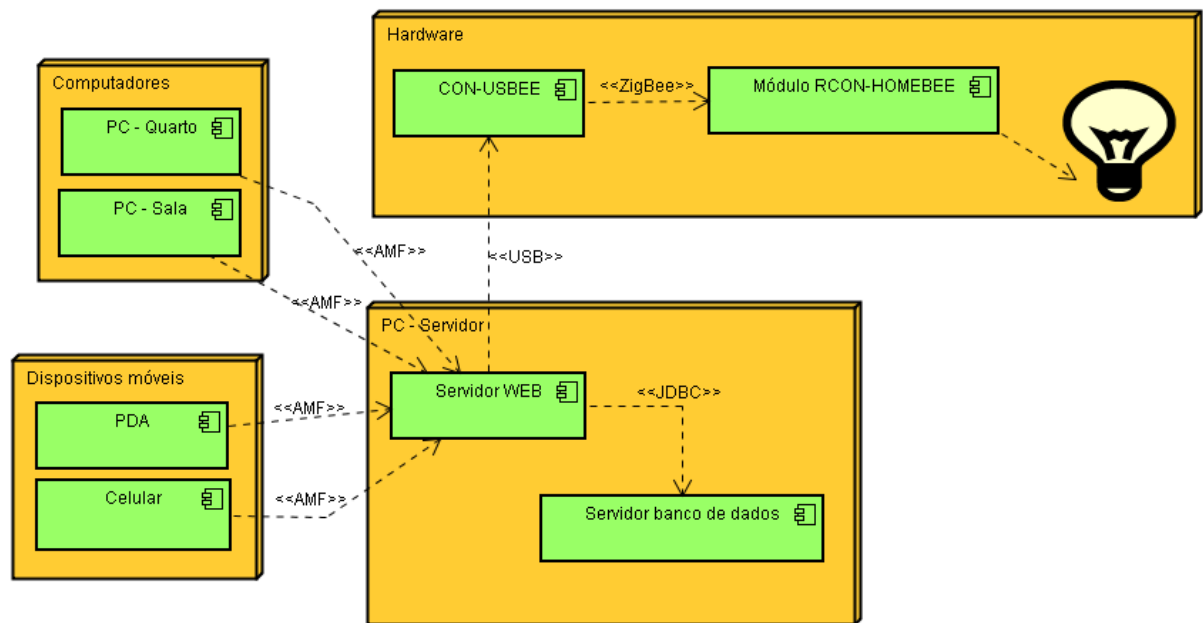 Hardware
CON-USBEE
<<ZigBee>>
Módulo RCON-HOMEBEE
Computadores
PC - Quarto
PC - Sala
<<AMF>>
<<AMF>>
<<USB>>
PC - Servidor
Servidor WEB
<<JDBC>>
Servidor banco de dados
Dispositivos móveis
PDA
<<AMF>>
Celular
<<AMF>>